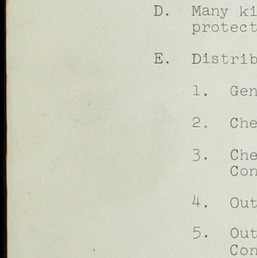 D. Many ki
protect
E. Distrib
1. Gen
2. Che
3. Che
Con
4. Out
5. Out
Con